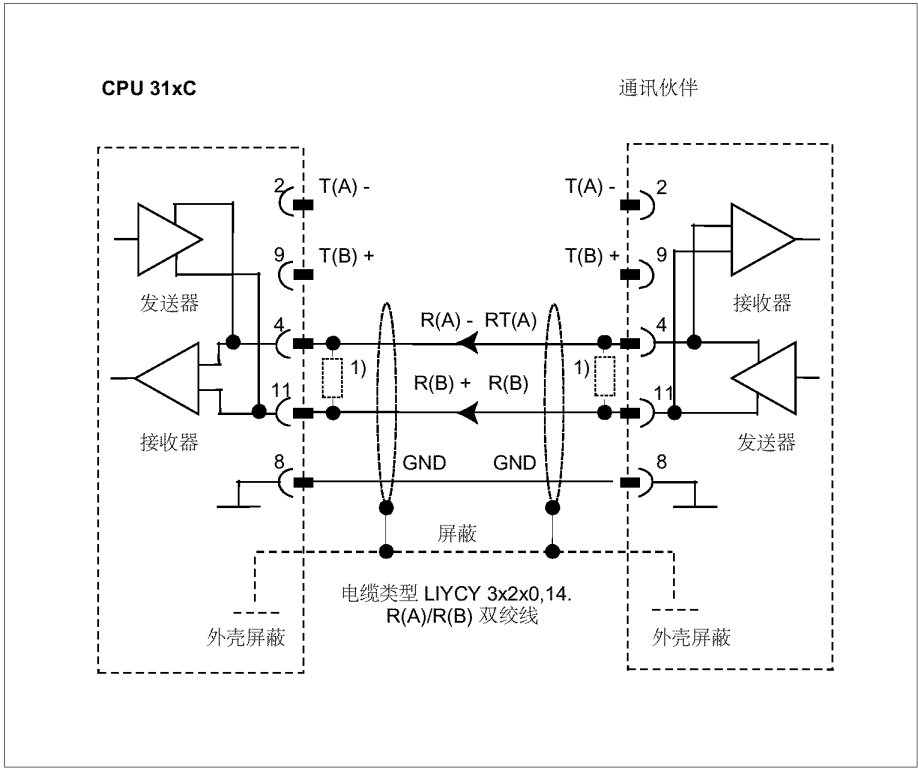 CPU 31xC
通讯伙伴
2 T(A) - T(A) - 2
9 T(B) + T(B) + 9
发送器
接收器
4 R(A) - RT(A) 4
1) 1)
11 R(B) + R(B) 11
接收器
发送器
8 GND GND 8
屏蔽
电缆类型 LIYCY 3x2x0,14.
R(A)/R(B) 双绞线
外壳屏蔽
外壳屏蔽